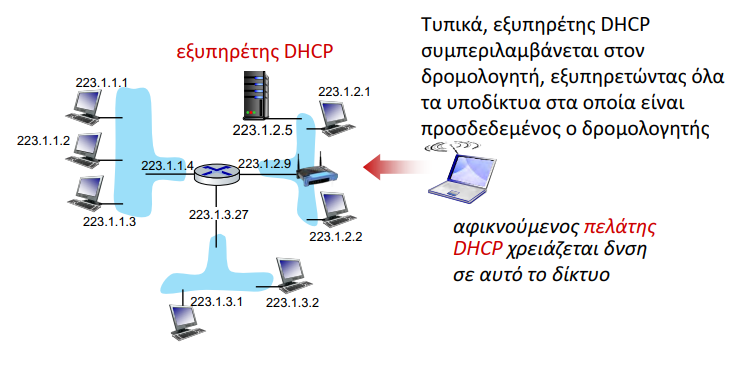 Τυπικά, εξυπηρέτης DHCP
συμπεριλαμβάνεται στον
δρομολογητή, εξυπηρετώντας όλα
τα υποδίκτυα στα οποία είναι
προσδεδεμένος ο δρομολογητής
εξυπηρέτης DHCP
223.1.1.1
223.1.1.2
223.1.1.3
223.1.1.4
223.1.2.1
223.1.2.5
223.1.2.9
223.1.2.2
223.1.3.27
223.1.3.1
223.1.3.2
αφικνούμενος πελάτης
DHCP χρειάζεται δνση
σε αυτό το δίκτυο